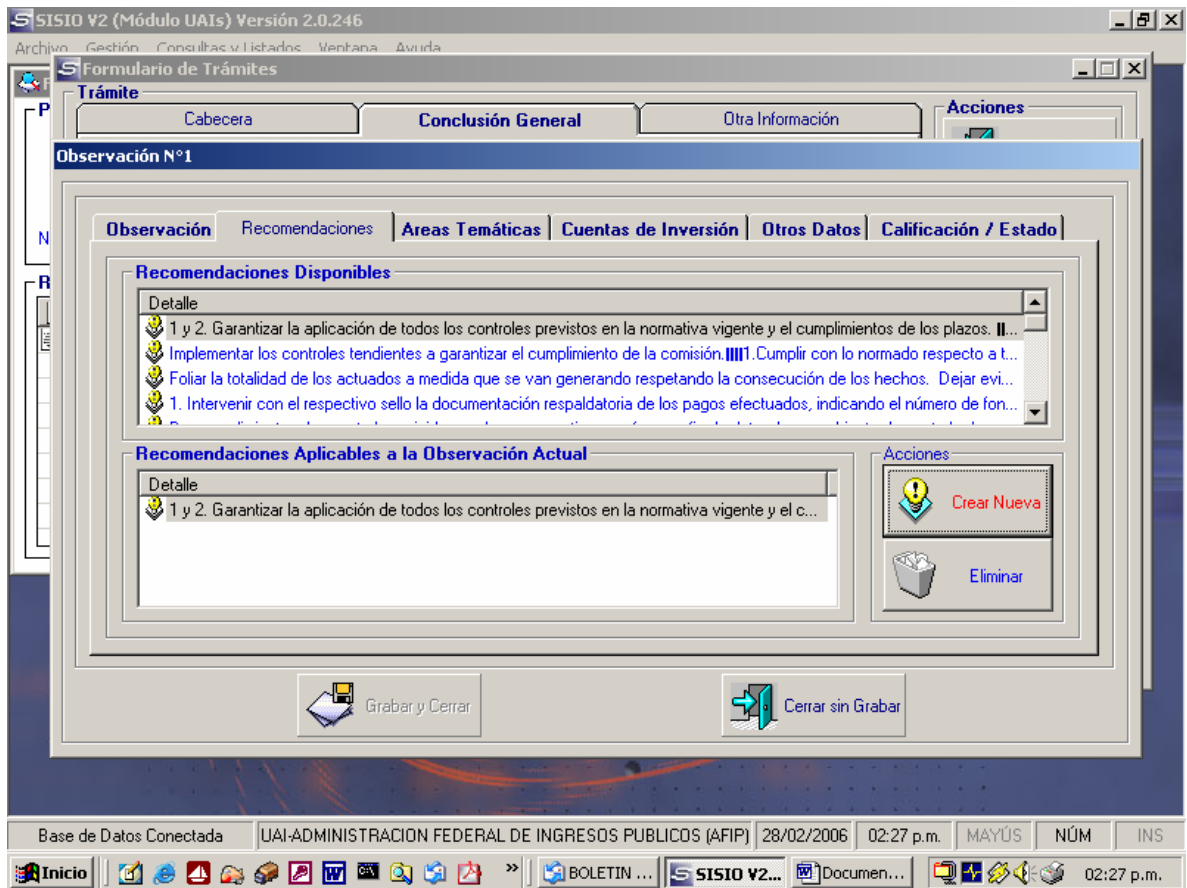 SISIO V2 (Módulo UAIs) Versión 2.0.246
Archivo Gestión Consultas y Listados Ventana Ayuda
Formulario de Trámites
Trámite
Cabecera Conclusión General Otra Información
Acciones
Observación N°1
Observación Recomendaciones Areas Temáticas Cuentas de Inversión Otros Datos Calificación / Estado
Recomendaciones Disponibles
Detalle
1 y 2. Garantizar la aplicación de todos los controles previstos en la normativa vigente y el cumplimientos de los plazos. ||...
Implementar los controles tendientes a garantizar el cumplimiento de la comisión.||||1.Cumplir con lo normado respecto a t...
Foliar la totalidad de los actuados a medida que se van generando respetando la consecución de los hechos. Dejar evi...
1. Intervenir con el respectivo sello la documentación respaldatoria de los pagos efectuados, indicando el número de fon...
Recomendaciones Aplicables a la Observación Actual
Detalle
1 y 2. Garantizar la aplicación de todos los controles previstos en la normativa vigente y el c...
Acciones
Crear Nueva
Eliminar
Grabar y Cerrar
Cerrar sin Grabar
Base de Datos Conectada UAI-ADMINISTRACION FEDERAL DE INGRESOS PUBLICOS (AFIP) 28/02/2006 02:27 p.m. MAYÚS NÚM INS
Inicio » BOLETIN ... SISIO V2... Documen... 02:27 p.m.